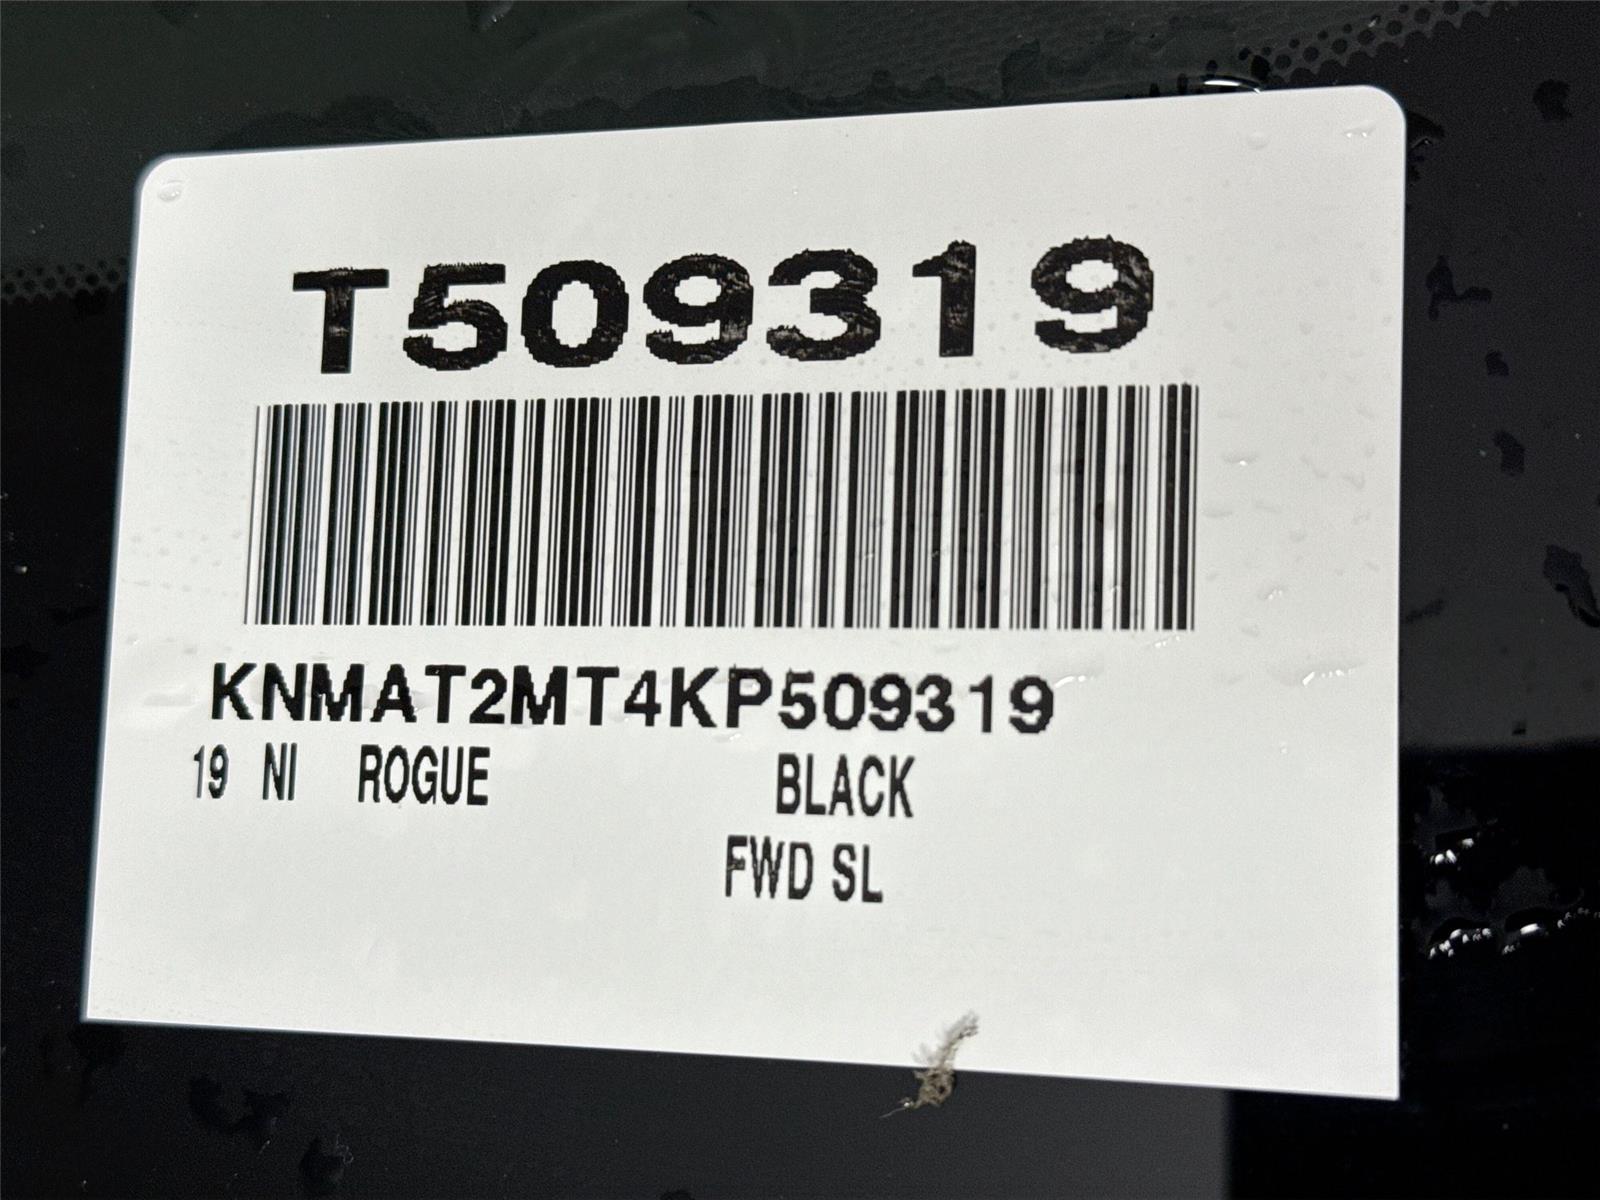 T509319
KNMAT2MT4KP509319
19 NI ROGUE BLACK
FWD SL